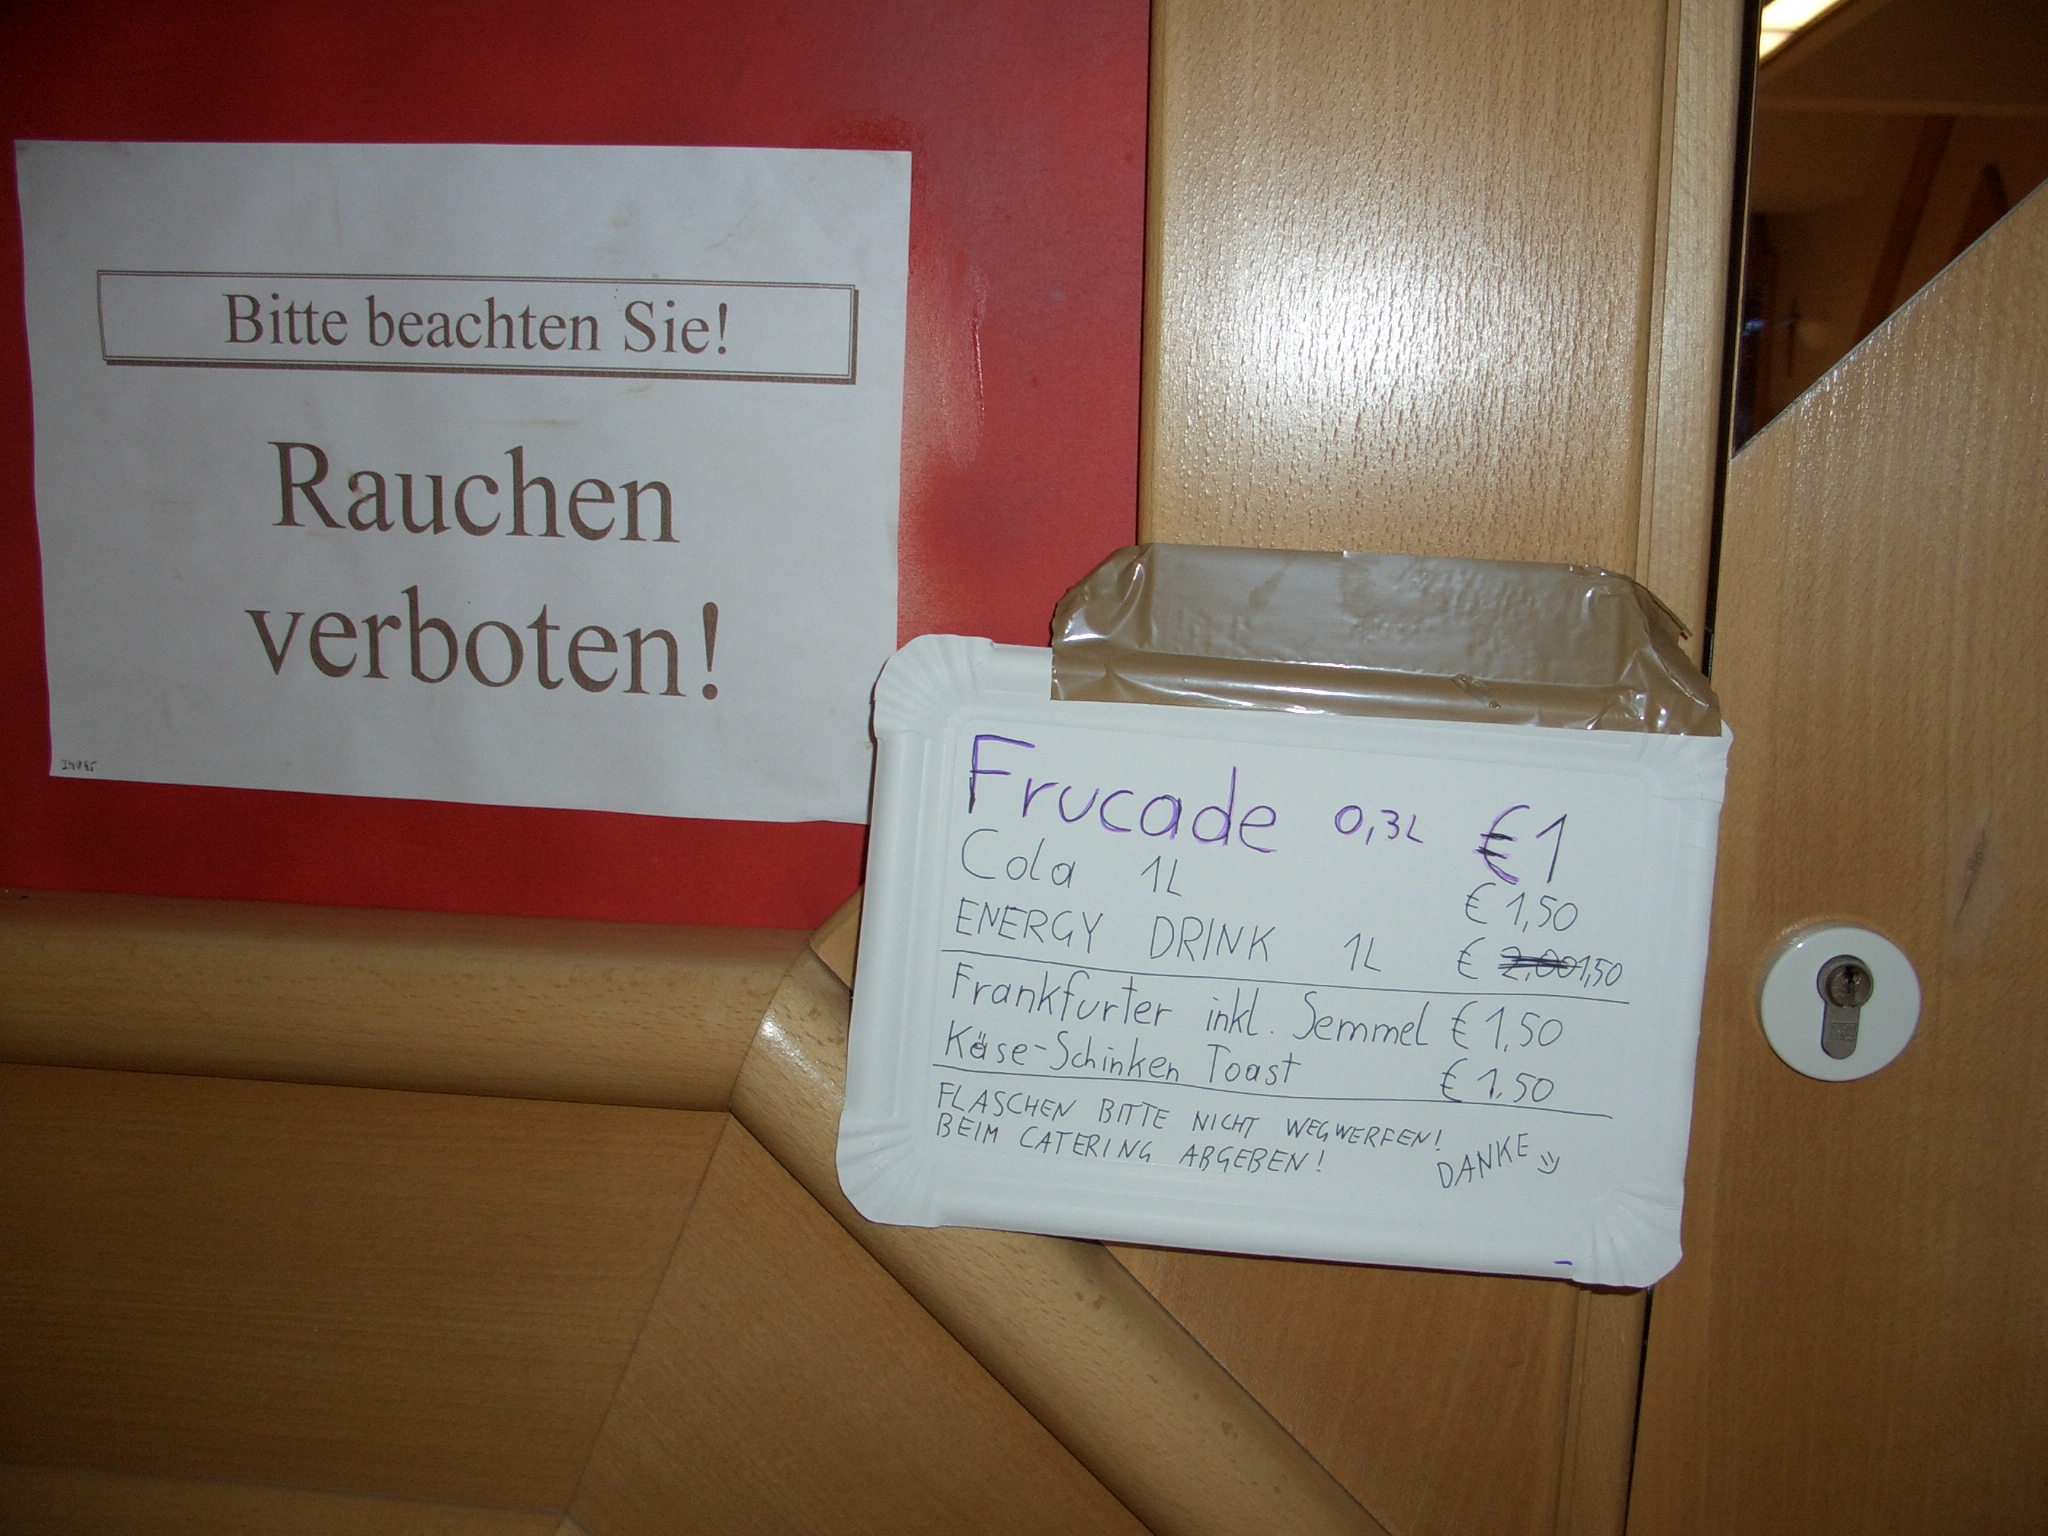 Bitte beachten Sie!
Rauchen
verboten!
Frucade 0,3L €1
Cola 1L € 1,50
ENERGY DRINK 1L € 2,00 1,50
Frankfurter inkl. Semmel € 1,50
Käse-Schinken Toast € 1,50
FLASCHEN BITTE NICHT WEGWERFEN!
BEIM CATERING ABGEBEN!
DANKE